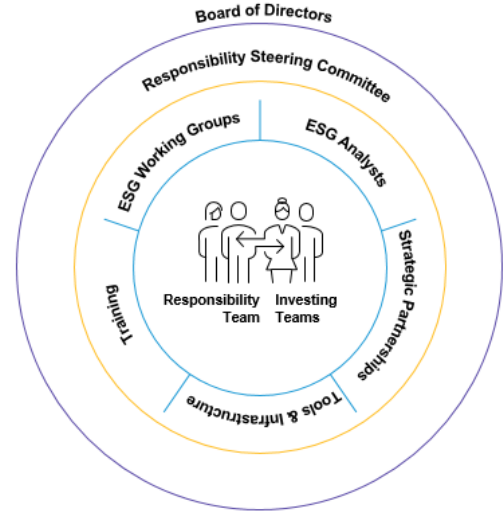 Board of Directors
Responsibility Steering Committee
ESG Working Groups
ESG Analysts
Strategic Partnerships
Tools & Infrastructure
Training
Responsibility
Team
Investing
Teams